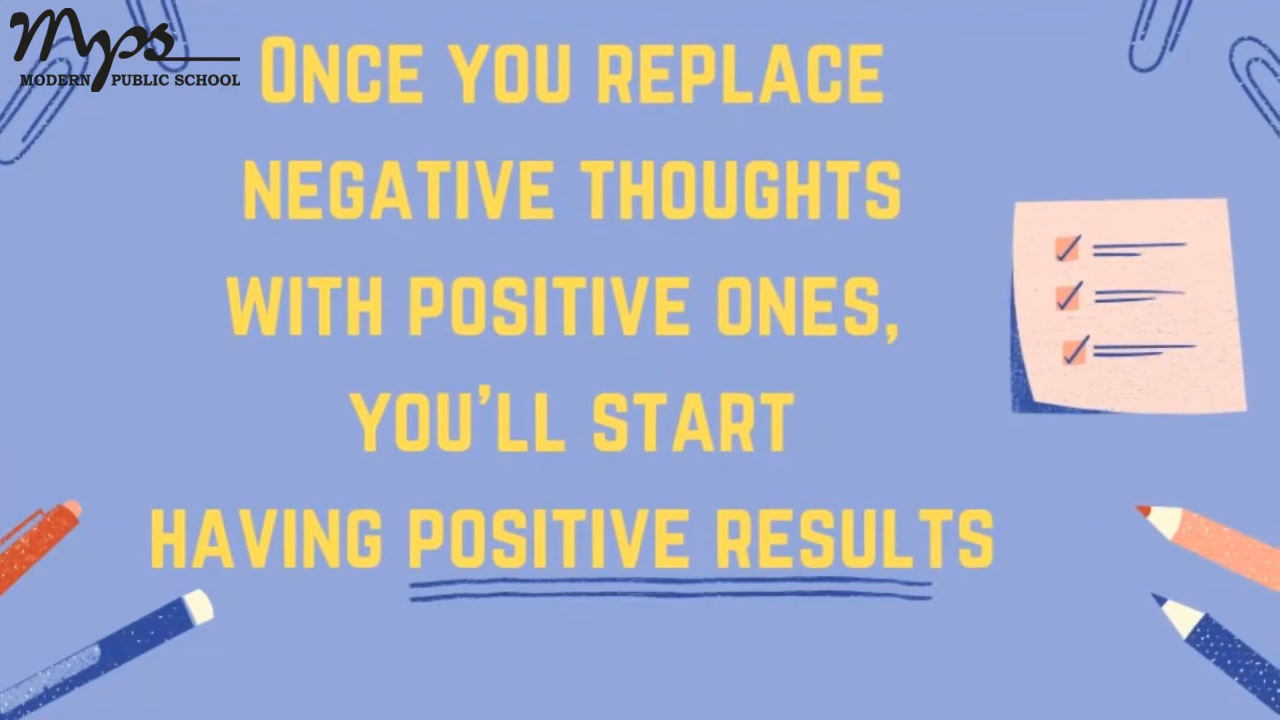 Myps
MODERN PUBLIC SCHOOL
ONCE YOU REPLACE
NEGATIVE THOUGHTS
WITH POSITIVE ONES,
YOU'LL START
HAVING POSITIVE RESULTS